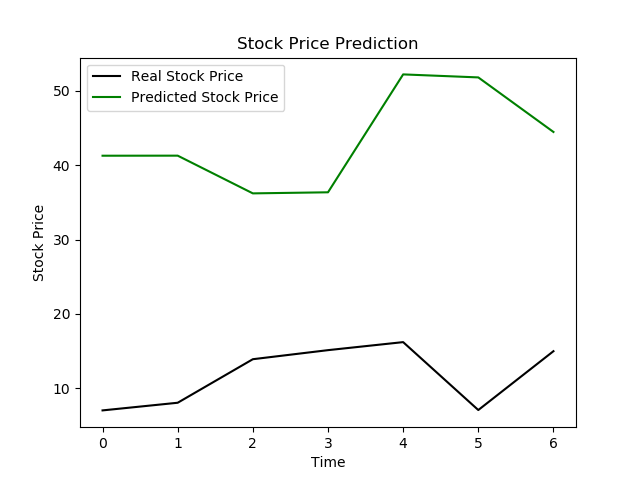 Stock Price Prediction
Real Stock Price
Predicted Stock Price
Stock Price
50
40
30
20
10
0 1 2 3 4 5 6
Time